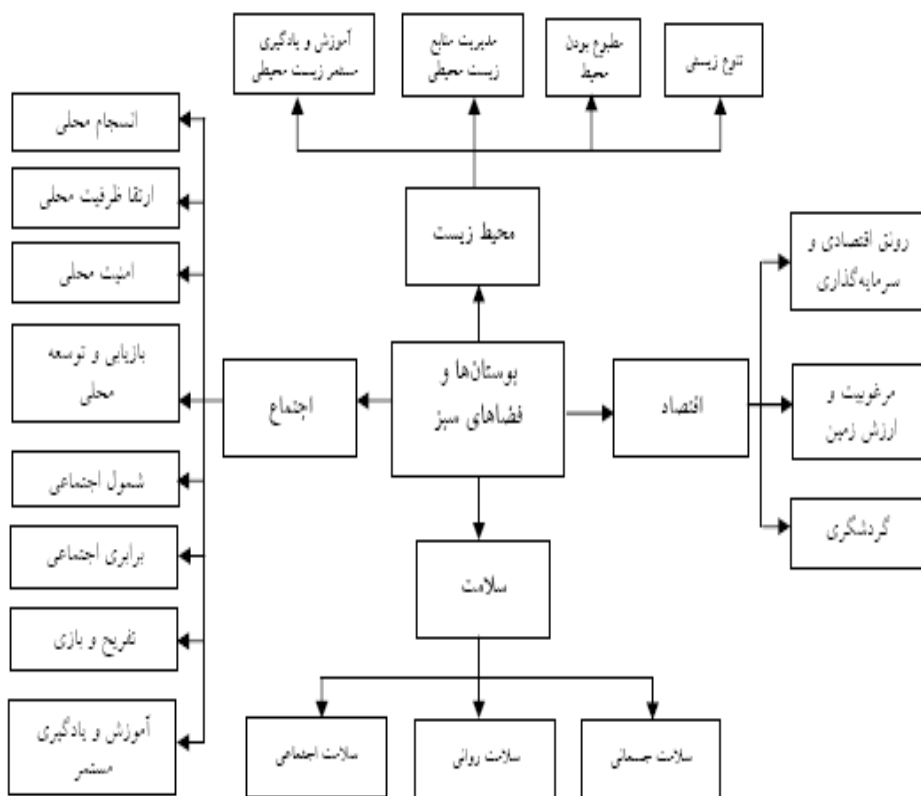 تنوع زیستی
مطبوع بودن
محیط
مدیریت منابع
زیست محیطی
آموزش و یادگیری
مستمر زیست محیطی
محیط زیست
رونق اقتصادی و
سرمایه‌گذاری
مرغوبیت و
ارزش زمین
گردشگری
اقتصاد
بوستان‌ها و
فضاهای سبز
اجتماع
انسجام محلی
ارتقا ظرفیت محلی
امنیت محلی
بازیابی و توسعه
محلی
شمول اجتماعی
برابری اجتماعی
تفریح و بازی
آموزش و یادگیری
مستمر
سلامت
سلامت جسمانی
سلامت روانی
سلامت اجتماعی